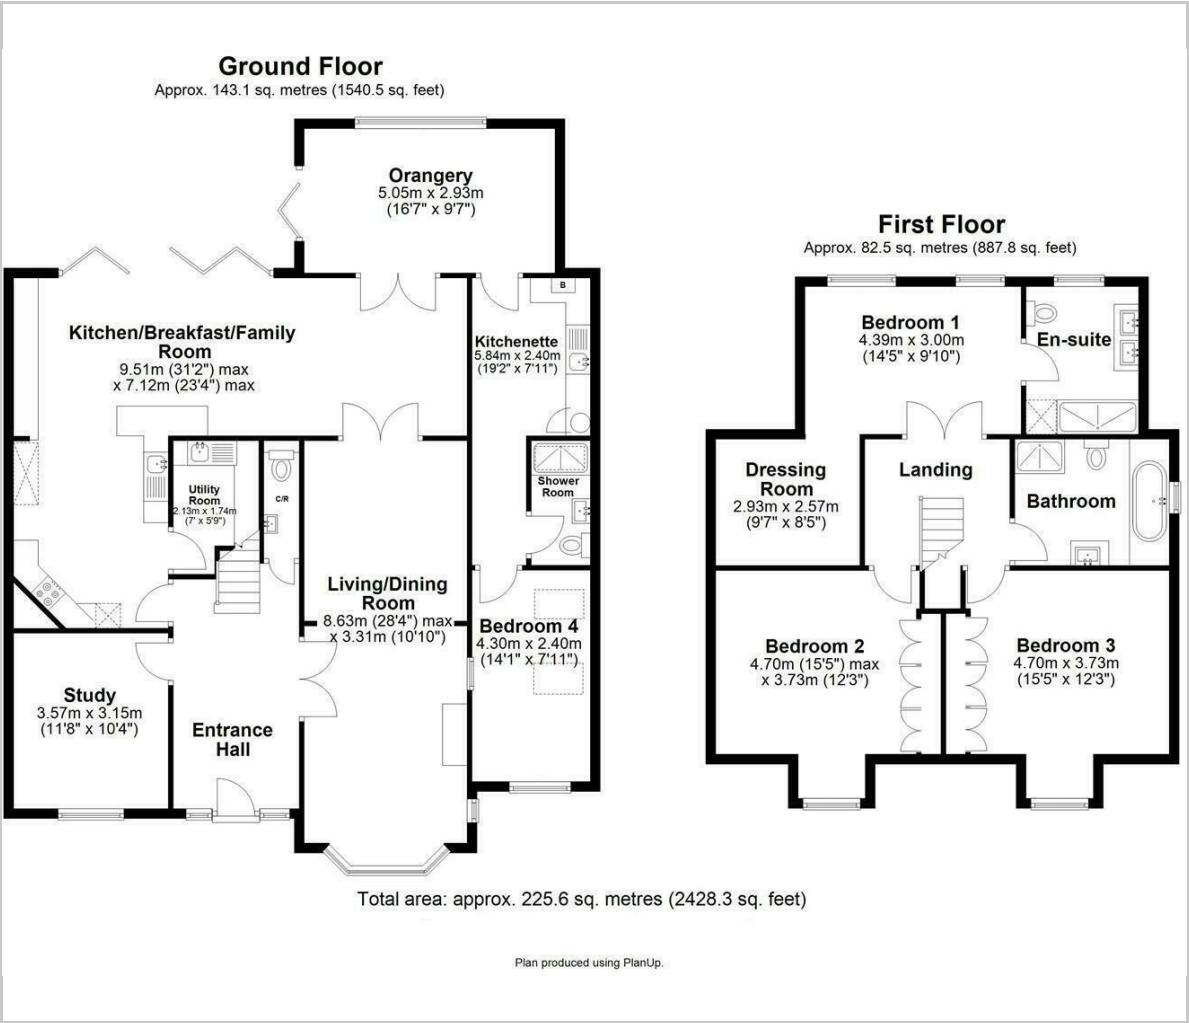 Ground Floor
Approx. 143.1 sq. metres (1540.5 sq. feet)
Orangery
5.05m x 2.93m
(16'7" x 9'7")
Kitchen/Breakfast/Family
Room
9.51m (31'2") max
x 7.12m (23'4") max
B
Kitchenette
5.84m x 2.40m
(19'2" x 7'11")
Utility
Room
2.13m x 1.74m
(7' x 5'9")
C/R
Shower
Room
Living/Dining
Room
8.63m (28'4") max
x 3.31m (10'10")
Bedroom 4
4.30m x 2.40m
(14'1" x 7'11")
Study
3.57m x 3.15m
(11'8" x 10'4")
Entrance
Hall
First Floor
Approx. 82.5 sq. metres (887.8 sq. feet)
Bedroom 1
4.39m x 3.00m
(14'5" x 9'10")
En-suite
Dressing
Room
2.93m x 2.57m
(9'7" x 8'5")
Landing
Bathroom
Bedroom 2
4.70m (15'5") max
x 3.73m (12'3")
Bedroom 3
4.70m x 3.73m
(15'5" x 12'3")
Total area: approx. 225.6 sq. metres (2428.3 sq. feet)
Plan produced using PlanUp.